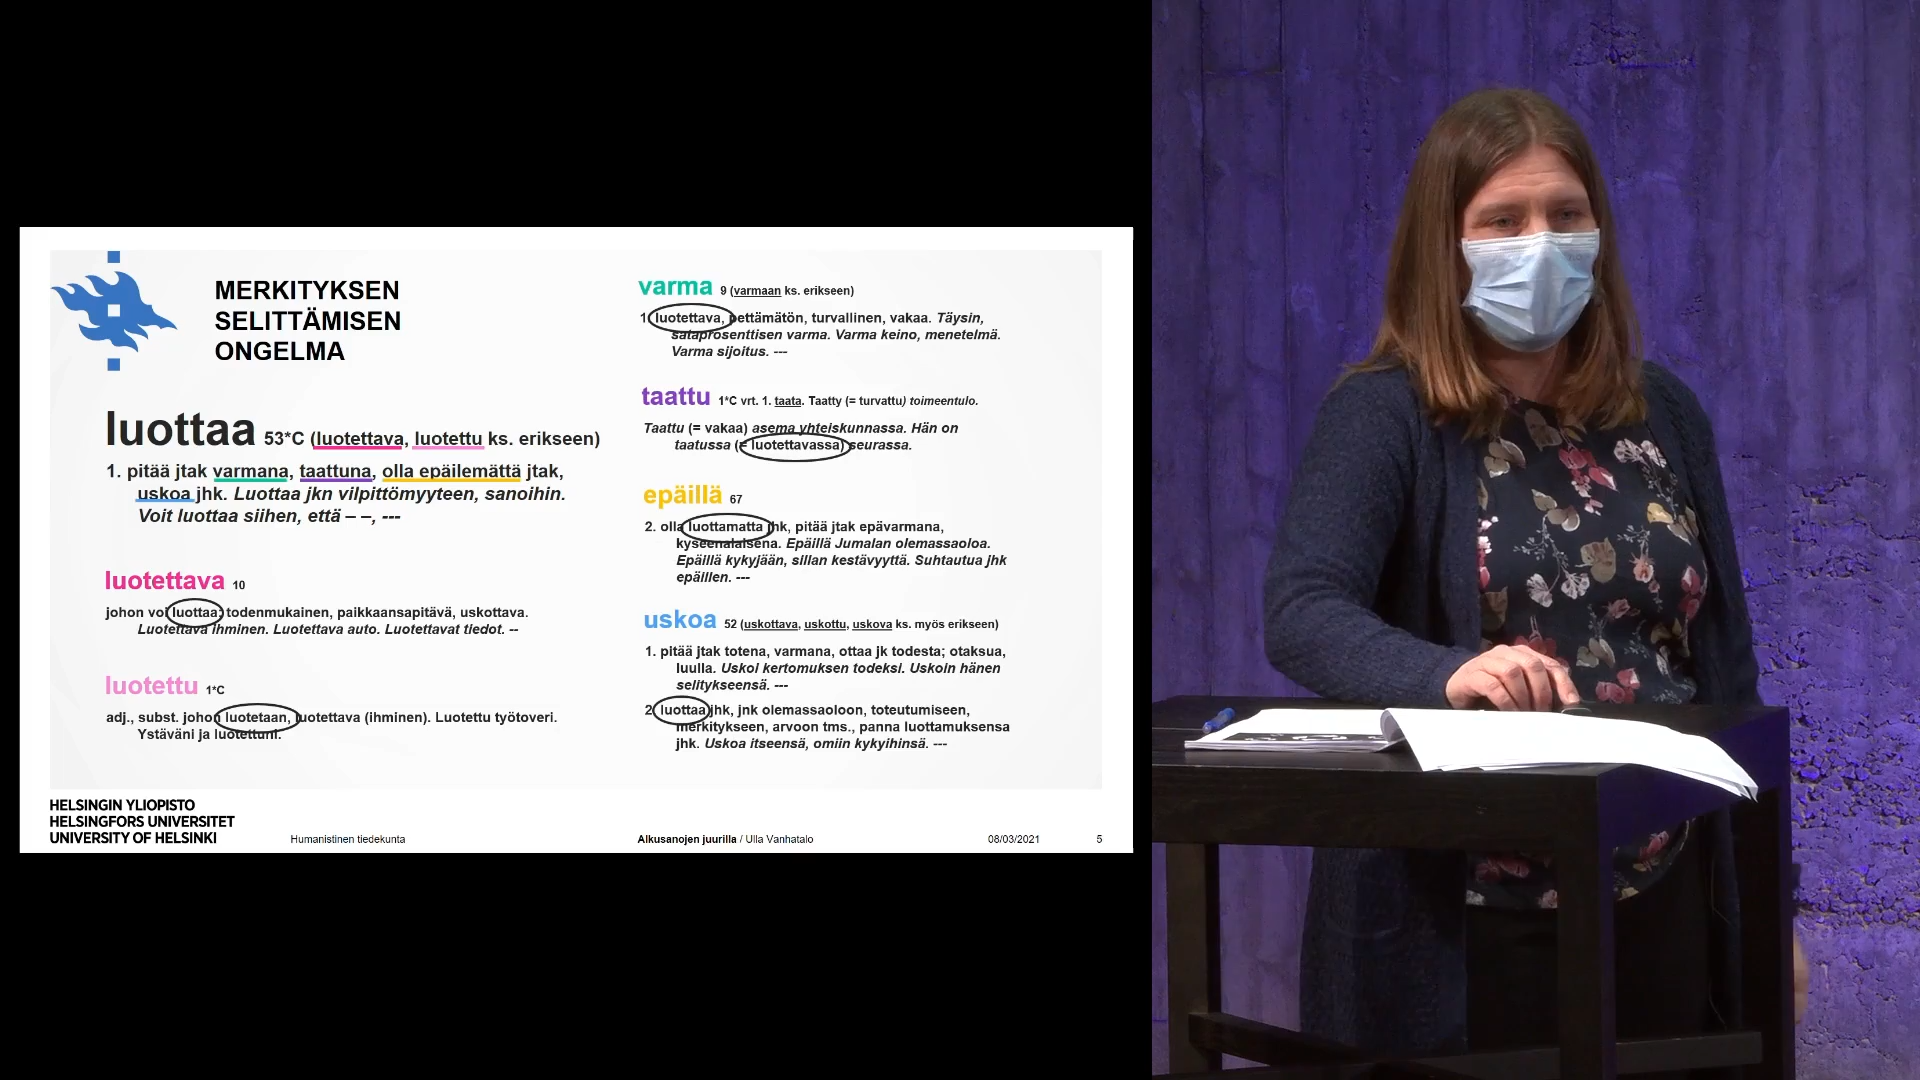 MERKITYKSEN
SELITTÄMISEN
ONGELMA
luottaa 53*C (luotettava, luotettu ks. erikseen)
1. pitää jtak varmana, taattuna, olla epäilemättä jtak,
uskoa jhk. Luottaa jkn vilpittömyyteen, sanoihin.
Voit luottaa siihen, että – –, ---
luotettava 10
johon voi luottaa; todenmukainen, paikkaansapitävä, uskottava.
Luotettava ihminen. Luotettava auto. Luotettavat tiedot. --
luotettu 1*C
adj., subst. johon luotetaan, luotettava (ihminen). Luotettu työtoveri.
Ystäväni ja luotettuni.
varma 9 (varmaan ks. erikseen)
1. luotettava, pettämätön, turvallinen, vakaa. Täysin,
sataprosenttisen varma. Varma keino, menetelmä.
Varma sijoitus. ---
taattu 1*C vrt. 1. taata. Taatty (= turvattu) toimeentulo.
Taattu (= vakaa) asema yhteiskunnassa. Hän on
taatussa (= luotettavassa) seurassa.
epäillä 67
2. olla luottamatta jhk, pitää jtak epävarmana,
kyseenalaisena. Epäillä Jumalan olemassaoloa.
Epäillä kykyjään, sillan kestävyyttä. Suhtautua jhk
epäillen. ---
uskoa 52 (uskottava, uskottu, uskova ks. myös erikseen)
1. pitää jtak totena, varmana, ottaa jk todesta; otaksua,
luulla. Uskoi kertomuksen todeksi. Uskoin hänen
selitykseensä. ---
2. luottaa jhk, jnk olemassaoloon, toteutumiseen,
merkitykseen, arvoon tms., panna luottamuksensa
jhk. Uskoa itseensä, omiin kykyihinsä. ---
HELSINGIN YLIOPISTO
HELSINGFORS UNIVERSITET
UNIVERSITY OF HELSINKI
Humanistinen tiedekunta
Alkusanojen juurilla / Ulla Vanhatalo
08/03/2021
5